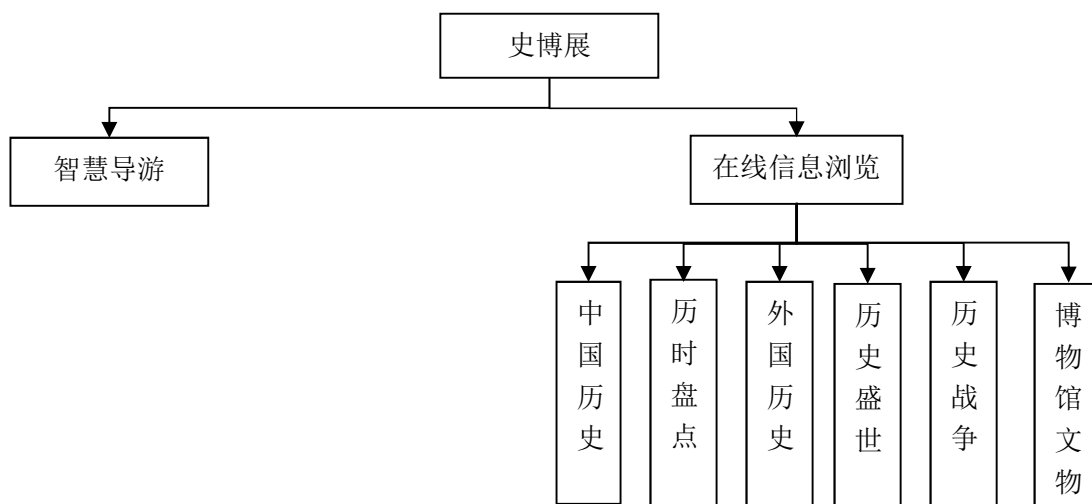 史博展
智慧导游
在线信息浏览
中国历史
历时盘点
外国历史
历史盛世
历史战争
博物馆文物